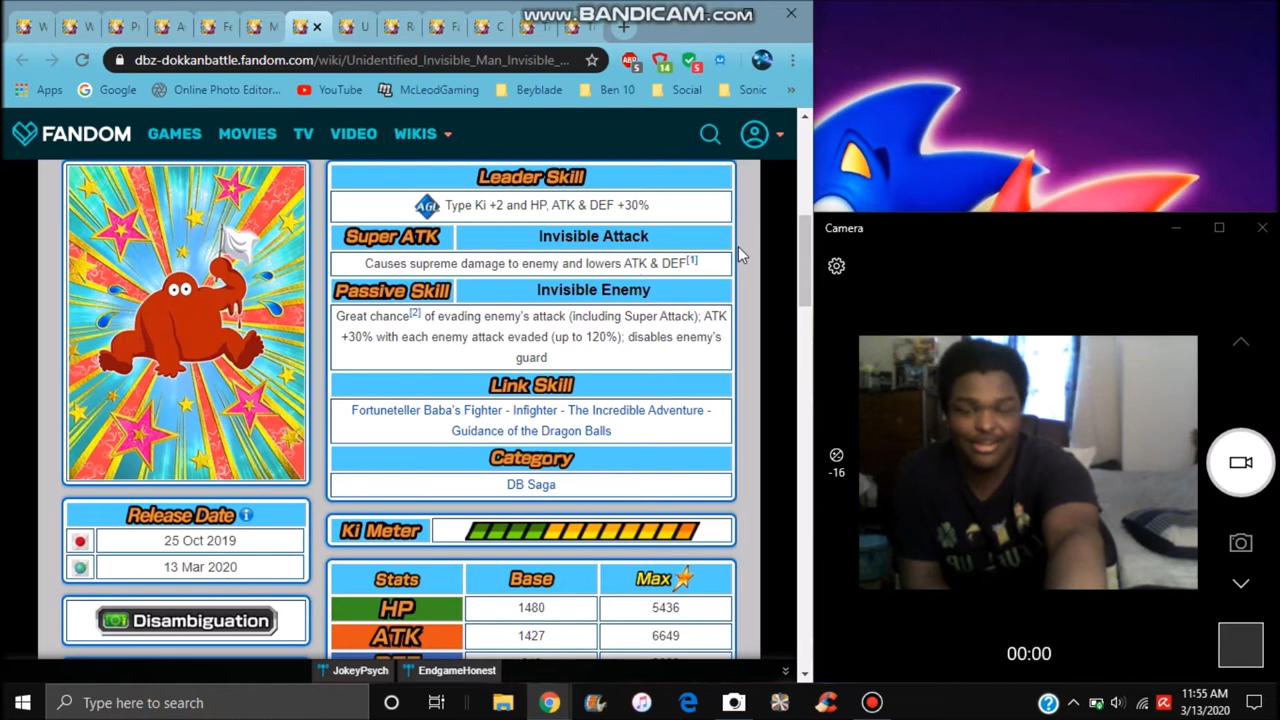 www.BANDICAM.com
dbz-dokkanbattle.fandom.com/wiki/Unidentified_Invisible_Man_Invisible_...
ABP 5 14 5
Apps Google Online Photo Editor... YouTube McLeodGaming Beyblade Ben 10 Social Sonic »
FANDOM GAMES MOVIES TV VIDEO WIKIS
Leader Skill
AGL Type Ki +2 and HP, ATK & DEF +30%
Super ATK Invisible Attack
Causes supreme damage to enemy and lowers ATK & DEF[1]
Passive Skill Invisible Enemy
Great chance[2] of evading enemy's attack (including Super Attack); ATK
+30% with each enemy attack evaded (up to 120%); disables enemy's
guard
Link Skill
Fortuneteller Baba's Fighter - Infighter - The Incredible Adventure -
Guidance of the Dragon Balls
Category
DB Saga
Ki Meter
Release Date
25 Oct 2019
13 Mar 2020
Disambiguation
Stats Base Max
HP 1480 5436
ATK 1427 6649
JokeyPsych EndgameHonest
Camera
-16
00:00
Type here to search
11:55 AM
3/13/2020